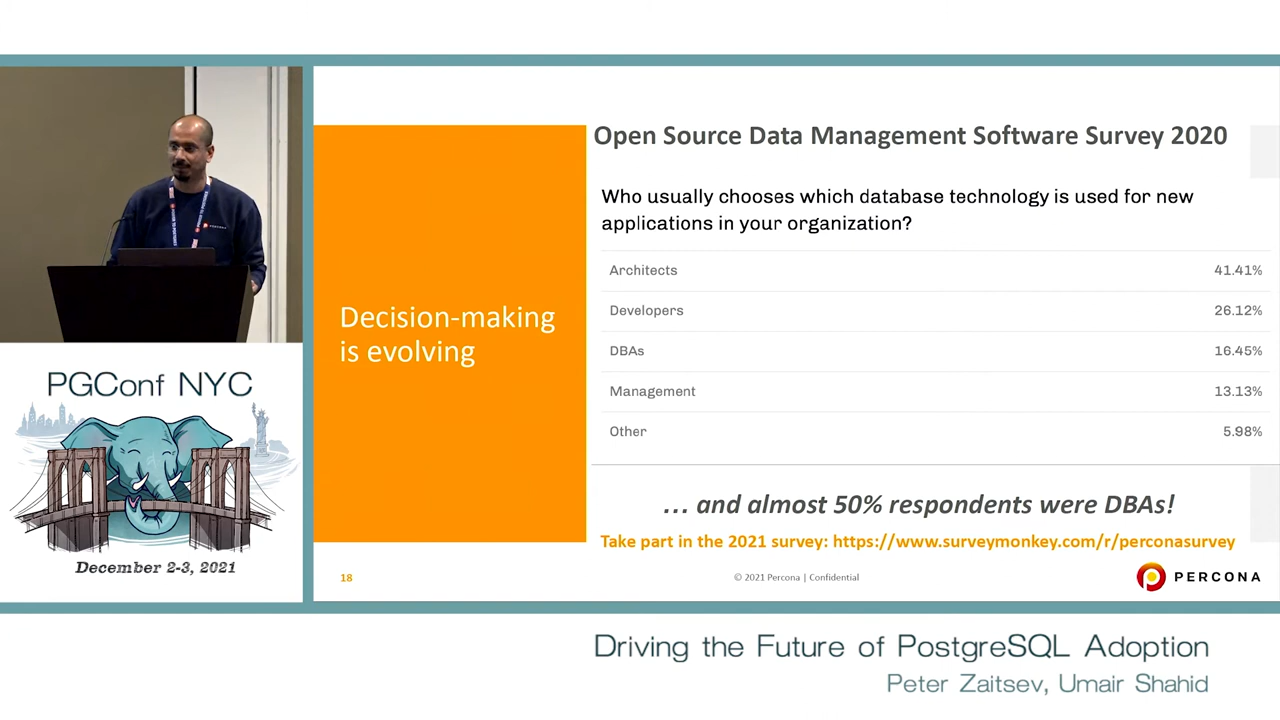 PERCONA
PGConf NYC
December 2-3, 2021
Decision-making
is evolving
Open Source Data Management Software Survey 2020
Who usually chooses which database technology is used for new
applications in your organization?
Architects 41.41%
Developers 26.12%
DBAs 16.45%
Management 13.13%
Other 5.98%
... and almost 50% respondents were DBAs!
Take part in the 2021 survey: https://www.surveymonkey.com/r/perconasurvey
18
© 2021 Percona | Confidential
PERCONA
Driving the Future of PostgreSQL Adoption
Peter Zaitsev, Umair Shahid